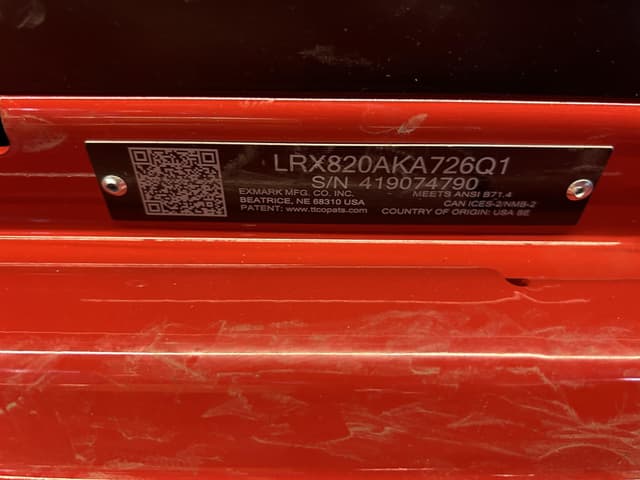 LRX820AKA726Q1
S/N 419074790
EXMARK MFG. CO. INC. MEETS ANSI B71.4
BEATRICE, NE 68310 USA CAN ICES-2/NMB-2
PATENT: www.ttcopats.com COUNTRY OF ORIGIN: USA BE